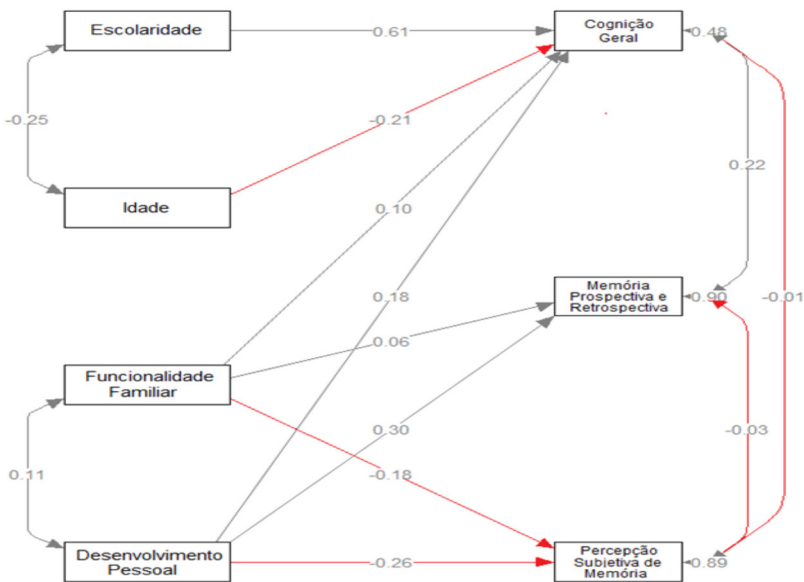 Escolaridade
0.61
Cognição
Geral
0.48
-0.25
-0.21
Idade
0.10
0.22
0.18
Memória
Prospectiva e
Retrospectiva
0.90
-0.01
0.06
Funcionalidade
Familiar
0.30
-0.03
0.11
-0.18
Desenvolvimento
Pessoal
-0.26
Percepção
Subjetiva de
Memória
0.89